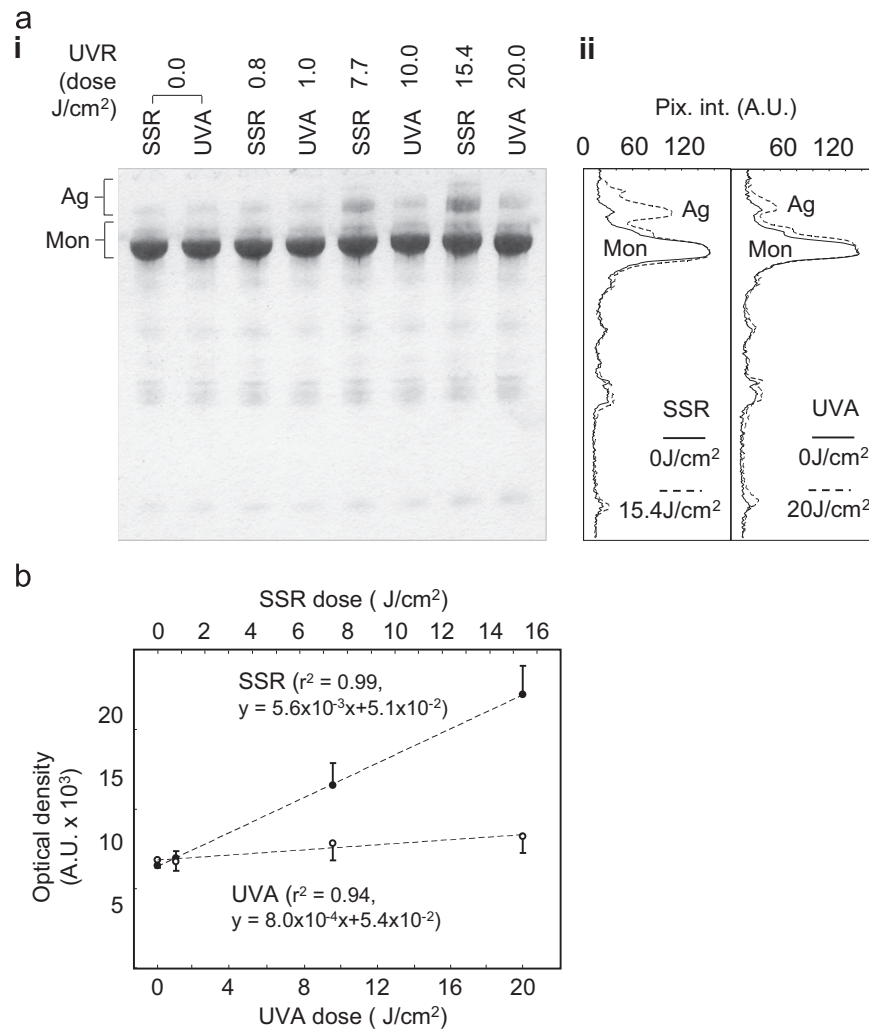 a
i
UVR
(dose
J/cm²)
0.0
0.8
1.0
7.7
10.0
15.4
20.0
SSR
UVA
SSR
UVA
SSR
UVA
SSR
UVA
Ag
Mon
ii
Pix. int. (A.U.)
0 60 120
60 120
Ag
Mon
SSR
0J/cm²
15.4J/cm²
Ag
Mon
UVA
0J/cm²
20J/cm²
b
SSR dose ( J/cm²)
0 2 4 6 8 10 12 14 16
Optical density
(A.U. x 10³)
20
15
10
5
SSR (r² = 0.99,
y = 5.6x10⁻³x+5.1x10⁻²)
UVA (r² = 0.94,
y = 8.0x10⁻⁴x+5.4x10⁻²)
0 4 8 12 16 20
UVA dose ( J/cm²)